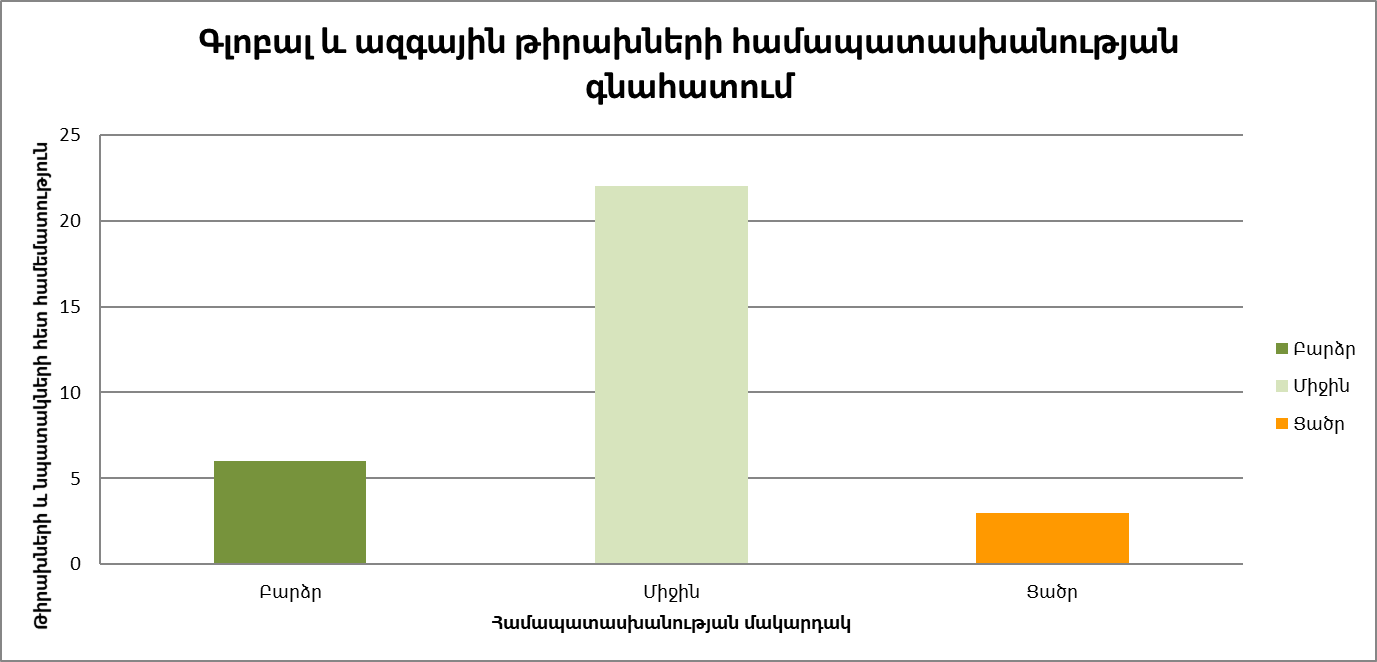 Գլոբալ և ազգային թիրախների համապատասխանության
գնահատում
Թիրախների և նպատակների հետ համեմատություն
25
20
15
10
5
0
Բարձր
Միջին
Ցածր
Համապատասխանության մակարդակ
Բարձր
Միջին
Ցածր